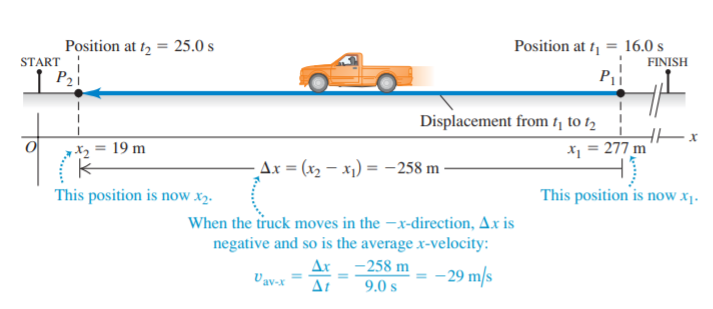 Position at t₂ = 25.0 s
Position at t₁ = 16.0 s
START
FINISH
P₂
P₁
Displacement from t₁ to t₂
x
O
x₂ = 19 m
x₁ = 277 m
Δx = (x₂ − x₁) = −258 m
This position is now x₂.
This position is now x₁.
When the truck moves in the −x-direction, Δx is
negative and so is the average x-velocity:
vav-x = Δx/Δt = −258 m/9.0 s = −29 m/s